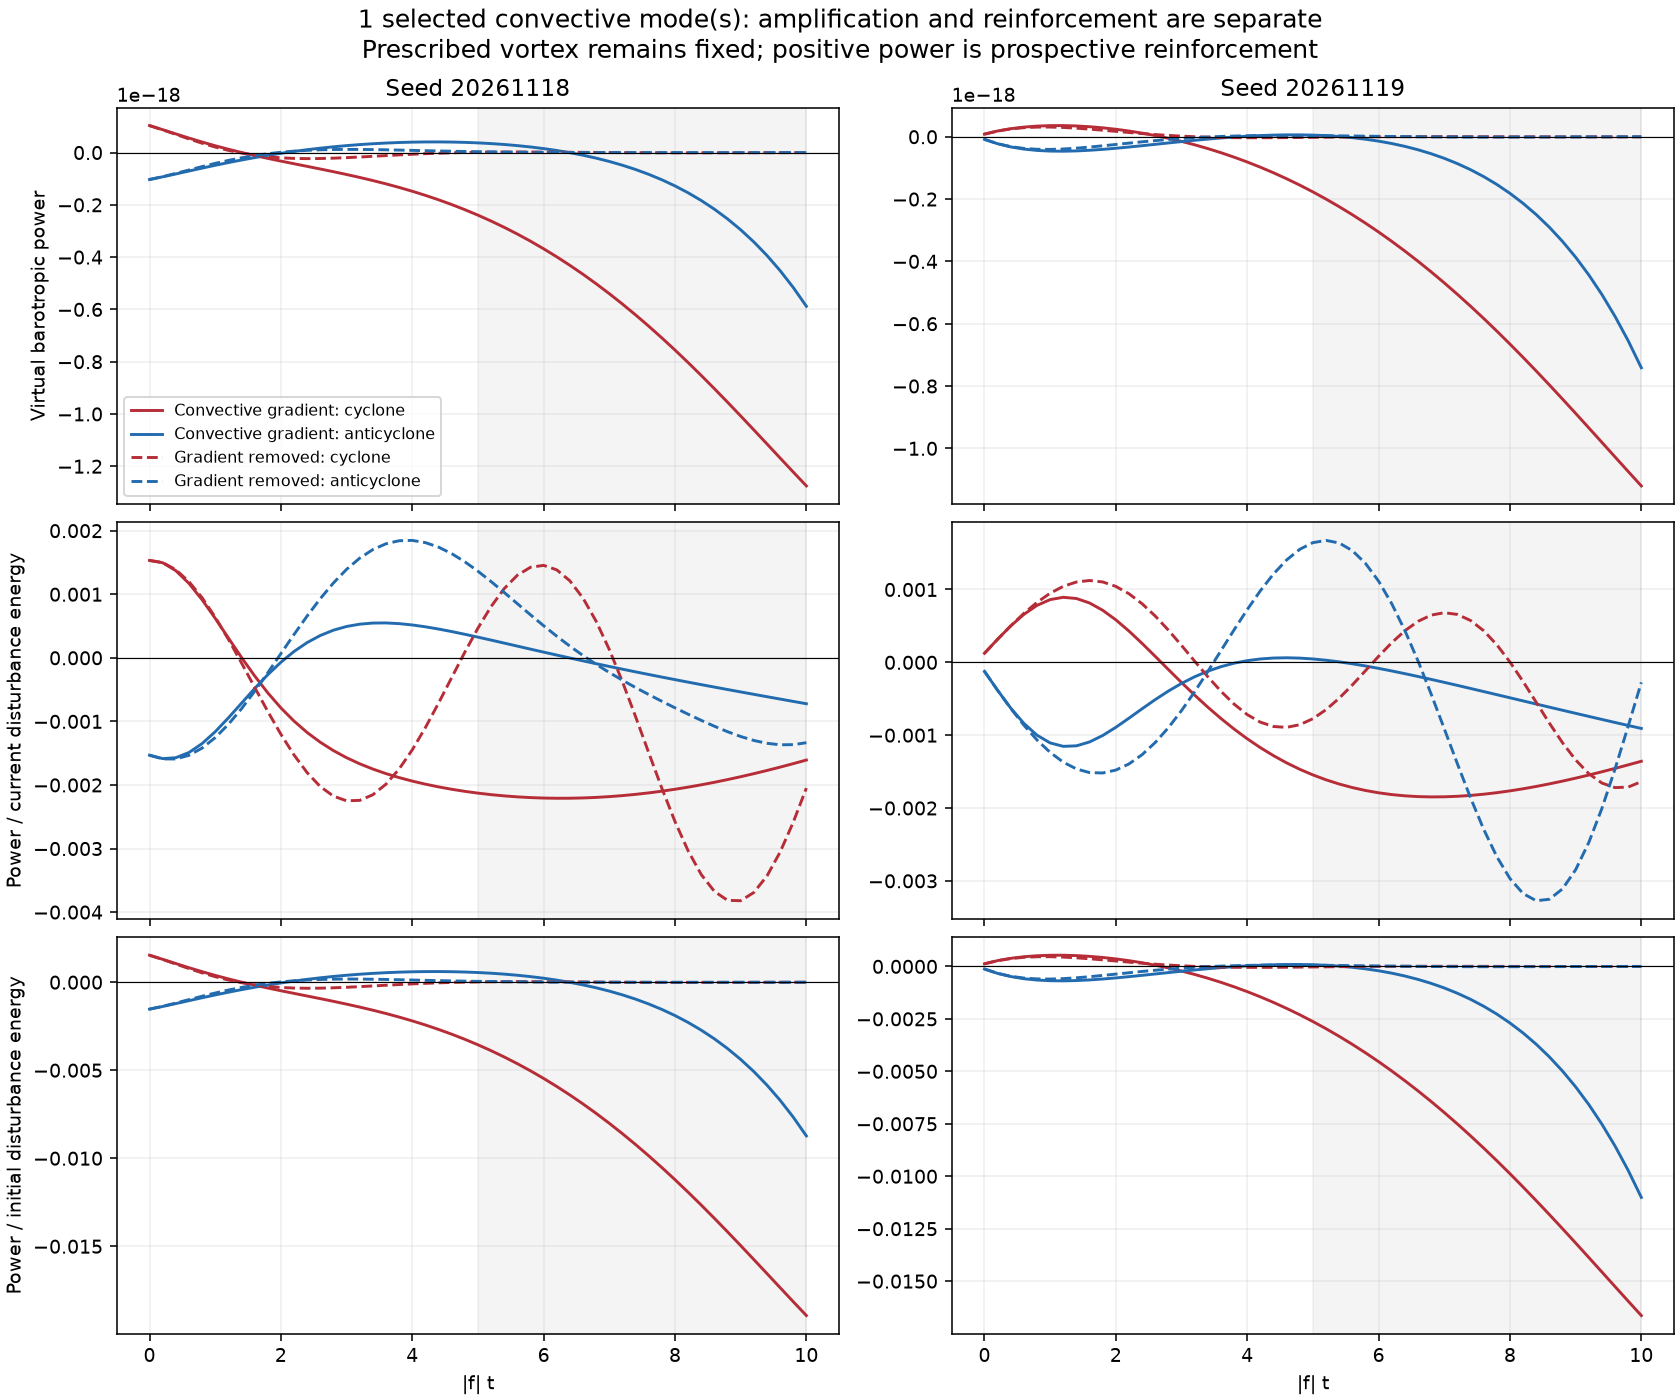 1 selected convective mode(s): amplification and reinforcement are separate
Prescribed vortex remains fixed; positive power is prospective reinforcement
Seed 20261118
1e−18
0.0
−0.2
−0.4
−0.6
−0.8
−1.0
−1.2
Virtual barotropic power
Convective gradient: cyclone
Convective gradient: anticyclone
Gradient removed: cyclone
Gradient removed: anticyclone
Seed 20261119
1e−18
0.0
−0.2
−0.4
−0.6
−0.8
−1.0
0.002
0.001
0.000
−0.001
−0.002
−0.003
−0.004
Power / current disturbance energy
0.001
0.000
−0.001
−0.002
−0.003
0.000
−0.005
−0.010
−0.015
Power / initial disturbance energy
0 2 4 6 8 10
|f| t
0.0000
−0.0025
−0.0050
−0.0075
−0.0100
−0.0125
−0.0150
0 2 4 6 8 10
|f| t